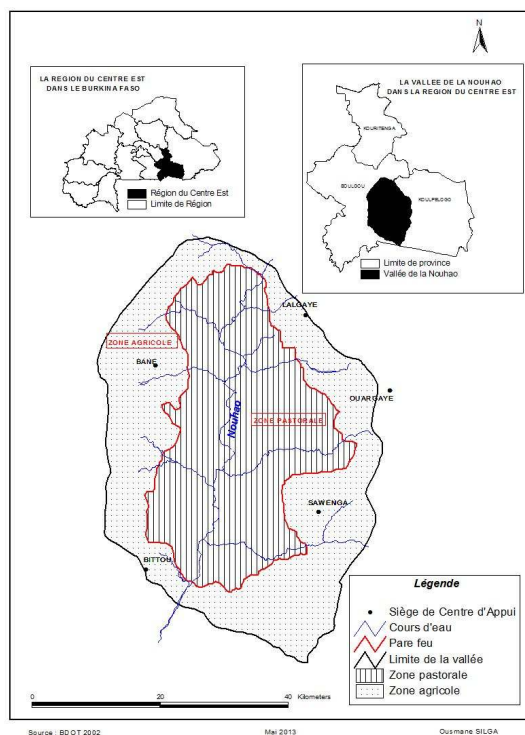 N
LA REGION DU CENTRE EST
DANS LE BURKINA FASO
Région du Centre Est
Limite de Région
LA VALLEE DE LA NOUHAO
DANS LA REGION DU CENTRE EST
KOURITENGA
BOULGOU
KOULPELOGO
Limite de province
Vallée de la Nouhao
LALGAYE
ZONE AGRICOLE
BANE
OUARGAYE
Nouhao
ZONE PASTORALE
SAWENGA
BITTOU
Légende
Siège de Centre d'Appui
Cours d'eau
Pare feu
Limite de la vallée
Zone pastorale
Zone agricole
0 20 40 Kilometers
Source : BDOT 2002 Mai 2013 Ousmane SILGA